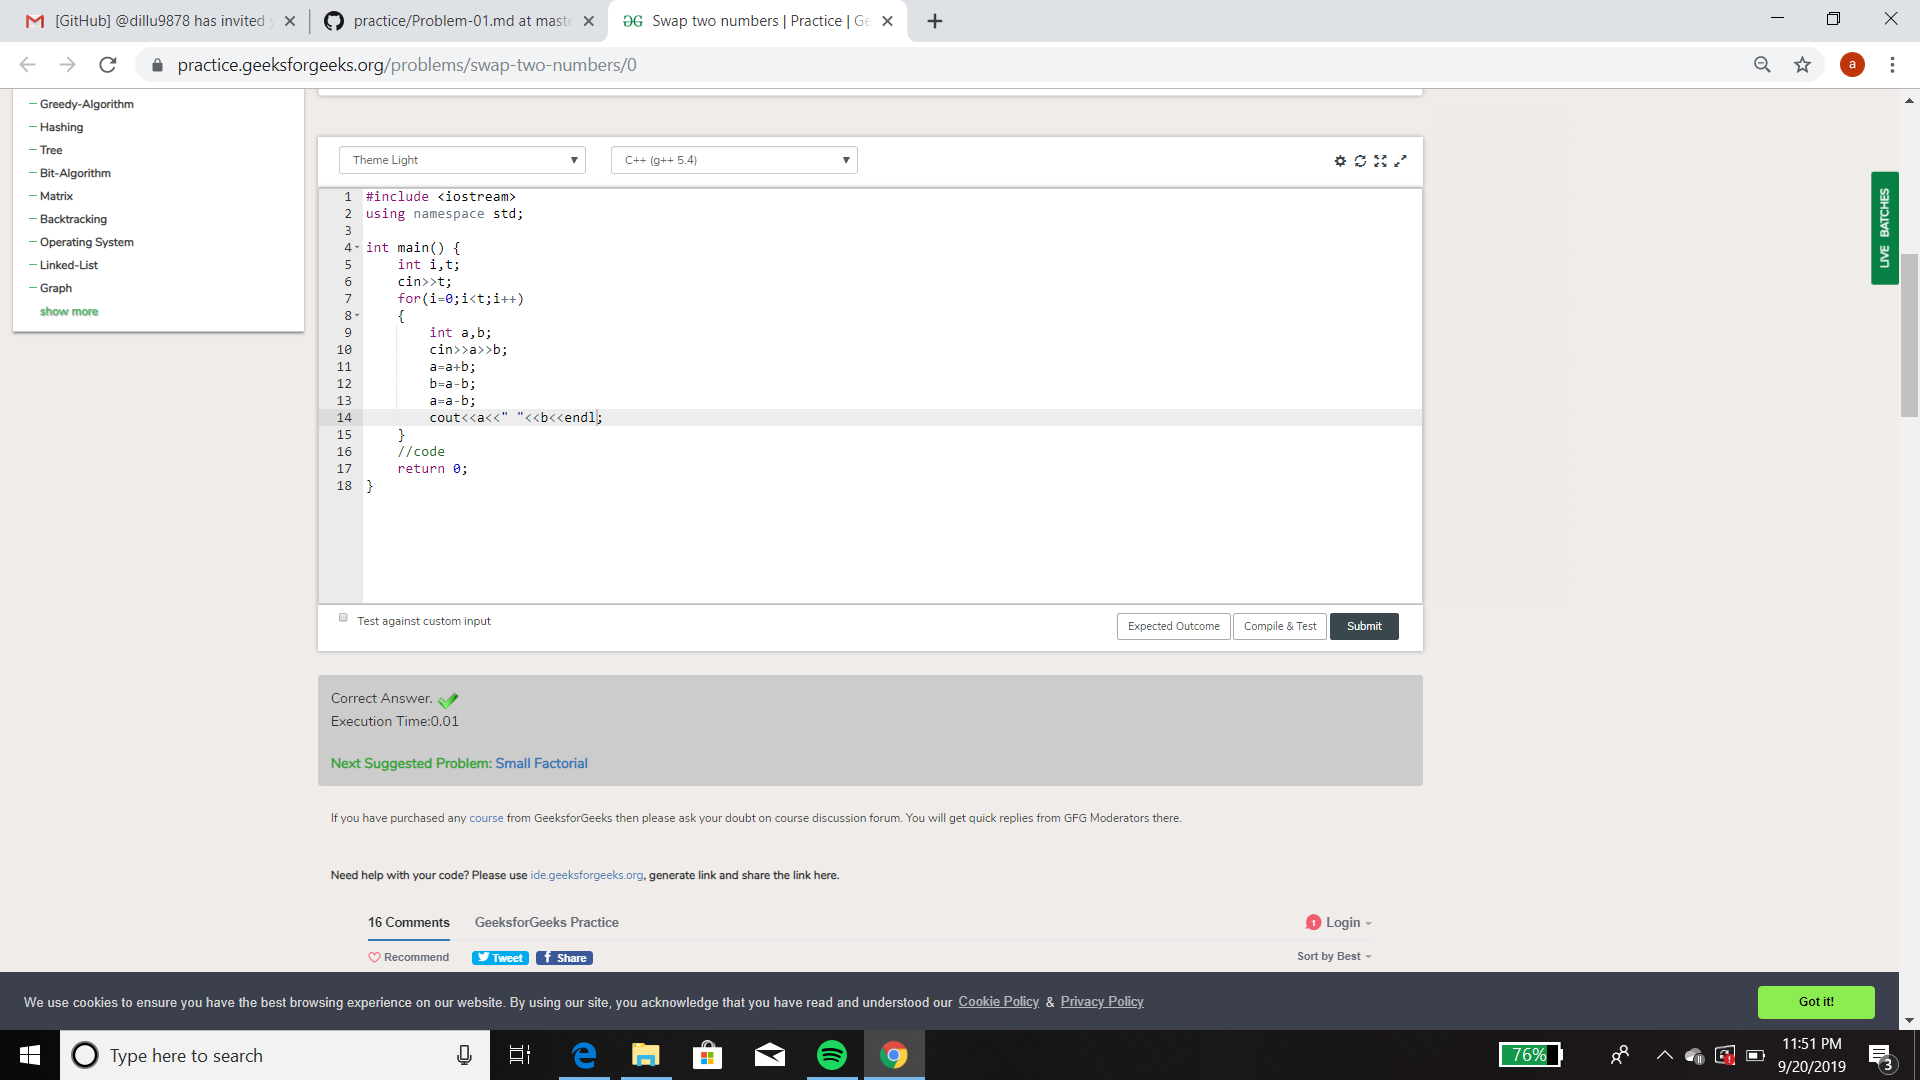 [GitHub] @dillu9878 has invited
practice/Problem-01.md at maste
Swap two numbers | Practice | Ge
practice.geeksforgeeks.org/problems/swap-two-numbers/0
a
Greedy-Algorithm
Hashing
Tree
Bit-Algorithm
Matrix
Backtracking
Operating System
Linked-List
Graph
show more
Theme Light
C++ (g++ 5.4)
LIVE BATCHES
1 #include <iostream>
2 using namespace std;
3
4 int main() {
5     int i,t;
6     cin>>t;
7     for(i=0;i<t;i++)
8     {
9         int a,b;
10         cin>>a>>b;
11         a=a+b;
12         b=a-b;
13         a=a-b;
14         cout<<a<<" "<<b<<endl;
15     }
16     //code
17     return 0;
18 }
Test against custom input
Expected Outcome
Compile & Test
Submit
Correct Answer.
Execution Time:0.01
Next Suggested Problem: Small Factorial
If you have purchased any course from GeeksforGeeks then please ask your doubt on course discussion forum. You will get quick replies from GFG Moderators there.
Need help with your code? Please use ide.geeksforgeeks.org, generate link and share the link here.
16 Comments
GeeksforGeeks Practice
1 Login
Recommend
Tweet
f Share
Sort by Best
We use cookies to ensure you have the best browsing experience on our website. By using our site, you acknowledge that you have read and understood our Cookie Policy & Privacy Policy
Got it!
Type here to search
76%
11:51 PM
9/20/2019
3